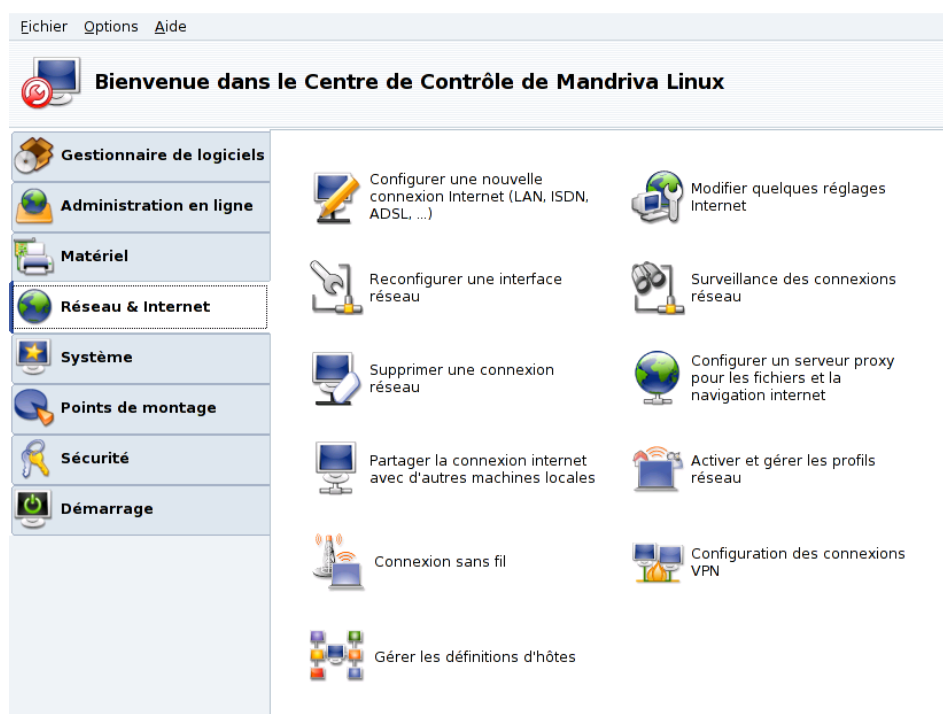 Fichier Options Aide
Bienvenue dans le Centre de Contrôle de Mandriva Linux
Gestionnaire de logiciels
Administration en ligne
Matériel
Réseau & Internet
Système
Points de montage
Sécurité
Démarrage
Configurer une nouvelle
connexion Internet (LAN, ISDN,
ADSL, ...)
Modifier quelques réglages
Internet
Reconfigurer une interface
réseau
Surveillance des connexions
réseau
Supprimer une connexion
réseau
Configurer un serveur proxy
pour les fichiers et la
navigation internet
Partager la connexion internet
avec d'autres machines locales
Activer et gérer les profils
réseau
Connexion sans fil
Configuration des connexions
VPN
Gérer les définitions d'hôtes